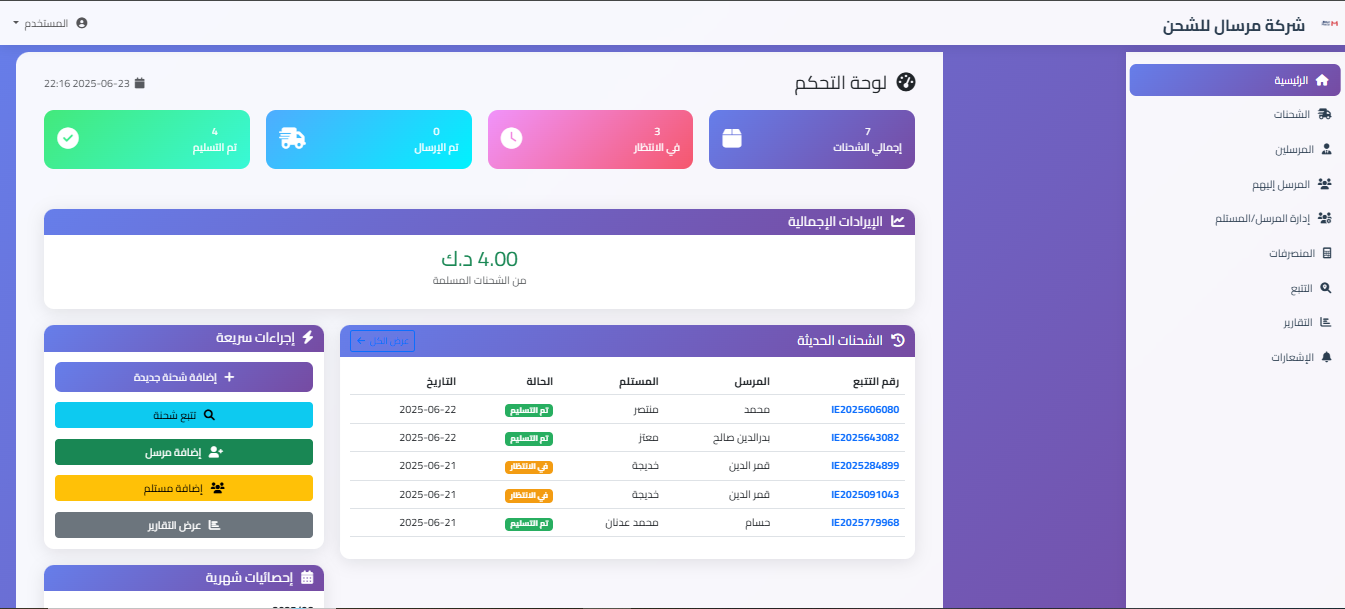 شركة مرسال للشحن
المستخدم
الرئيسية
الشحنات
المرسلين
المرسل إليهم
إدارة المرسل/المستلم
المنصرفات
التتبع
التقارير
الإشعارات
لوحة التحكم
2025-06-23 22:16
7
إجمالي الشحنات
3
في الانتظار
0
تم الإرسال
4
تم التسليم
الإيرادات الإجمالية
4.00 د.ك
من الشحنات المسلمة
الشحنات الحديثة
عرض الكل
رقم التتبع المرسل المستلم الحالة التاريخ
IE2025606080 محمد منتصر تم التسليم 2025-06-22
IE2025643082 بدرالدين صالح معتز تم التسليم 2025-06-22
IE2025284899 قمر الدين خديجة في الانتظار 2025-06-21
IE2025091043 قمر الدين خديجة في الانتظار 2025-06-21
IE2025779968 حسام محمد عدنان تم التسليم 2025-06-21
إجراءات سريعة
إضافة شحنة جديدة
تتبع شحنة
إضافة مرسل
إضافة مستلم
عرض التقارير
إحصائيات شهرية